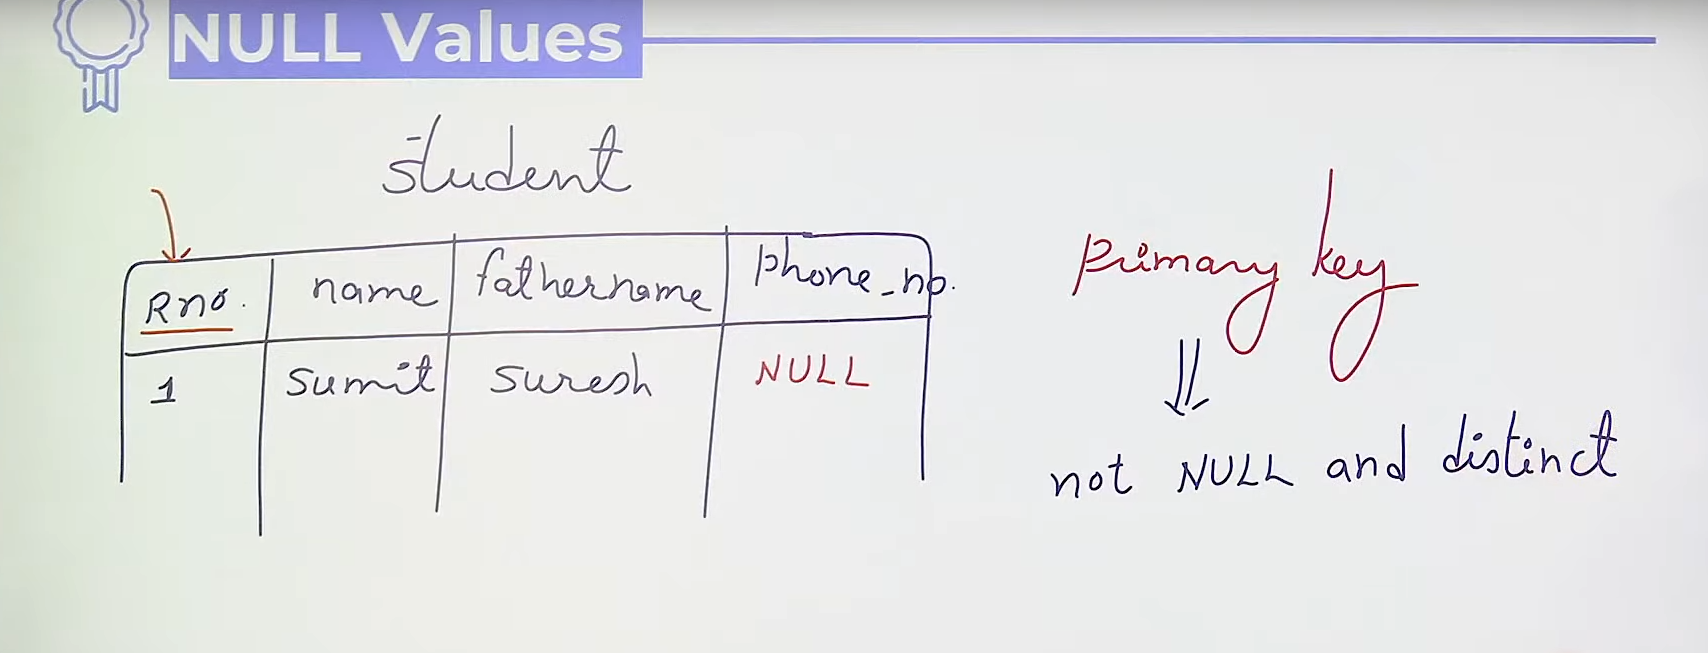 NULL Values
student
Rno. name fathername phone_no.
1 sumit suresh NULL
primary key
not NULL and distinct